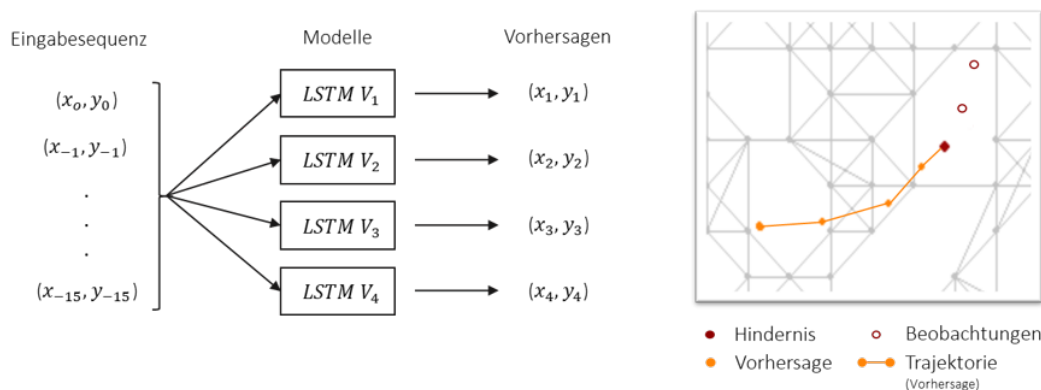 Eingabesequenz
Modelle
Vorhersagen
(x_o, y_0)
(x_{-1}, y_{-1})
.
.
.
(x_{-15}, y_{-15})
LSTM V_1
LSTM V_2
LSTM V_3
LSTM V_4
(x_1, y_1)
(x_2, y_2)
(x_3, y_3)
(x_4, y_4)
Hindernis
Beobachtungen
Vorhersage
Trajektorie
(Vorhersage)